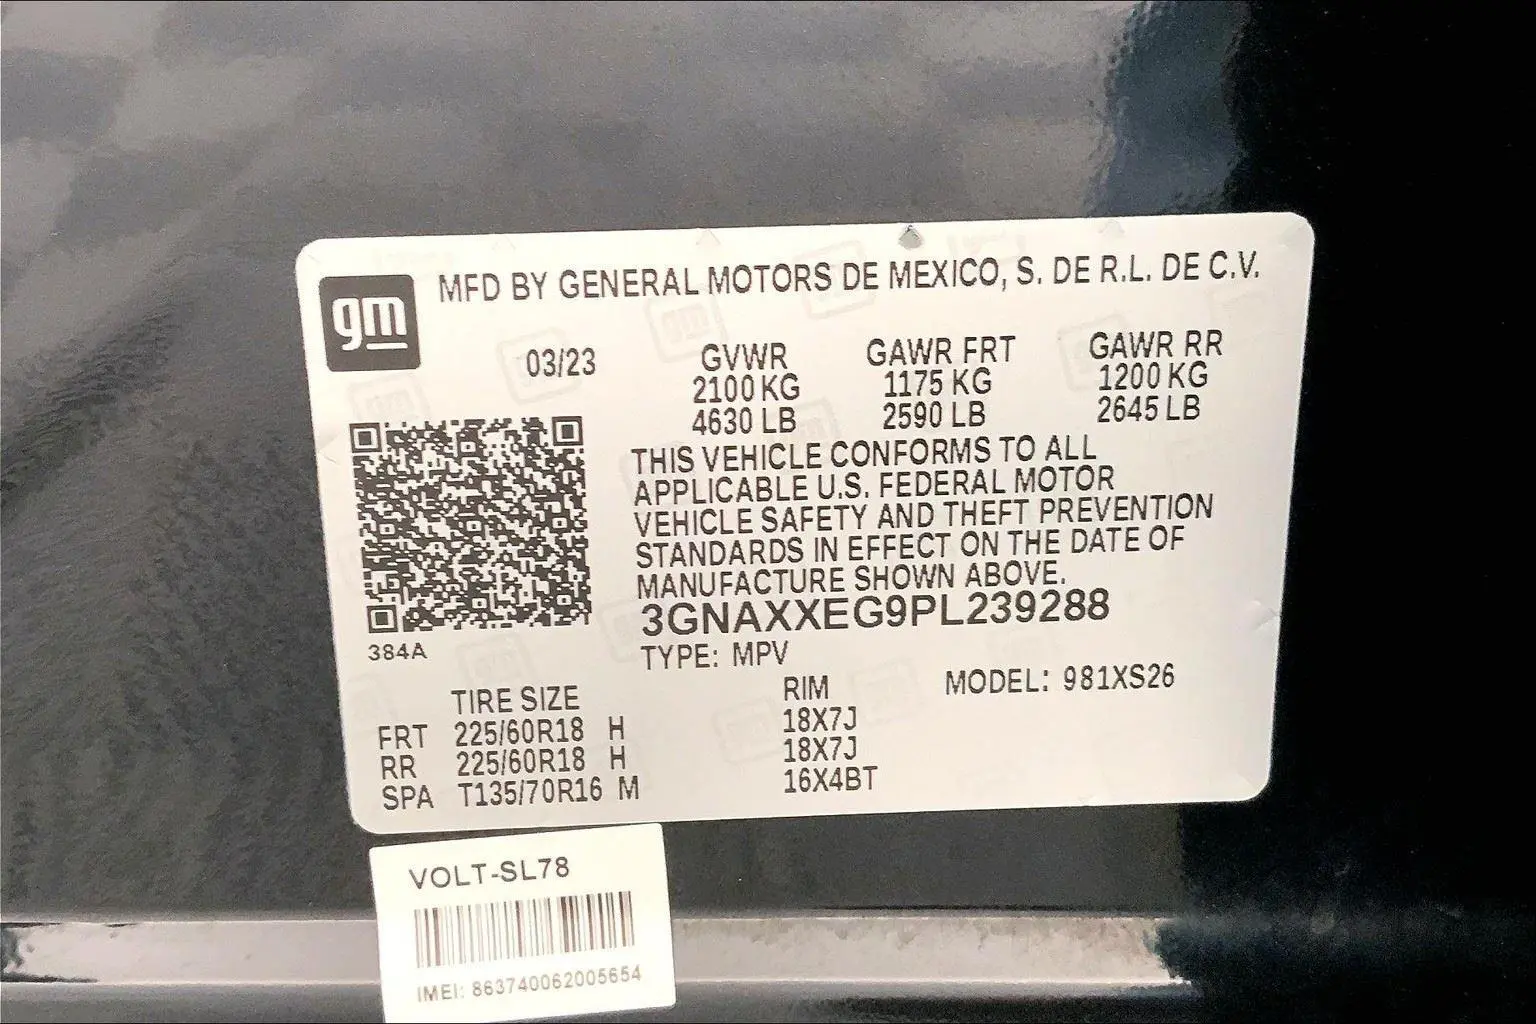 gm
MFD BY GENERAL MOTORS DE MEXICO, S. DE R.L. DE C.V.
03/23 GVWR GAWR FRT GAWR RR
2100 KG 1175 KG 1200 KG
4630 LB 2590 LB 2645 LB
THIS VEHICLE CONFORMS TO ALL
APPLICABLE U.S. FEDERAL MOTOR
VEHICLE SAFETY AND THEFT PREVENTION
STANDARDS IN EFFECT ON THE DATE OF
MANUFACTURE SHOWN ABOVE.
3GNAXXEG9PL239288
384A
TYPE: MPV
TIRE SIZE RIM MODEL: 981XS26
FRT 225/60R18 H 18X7J
RR 225/60R18 H 18X7J
SPA T135/70R16 M 16X4BT
VOLT-SL78
IMEI: 863740062005654